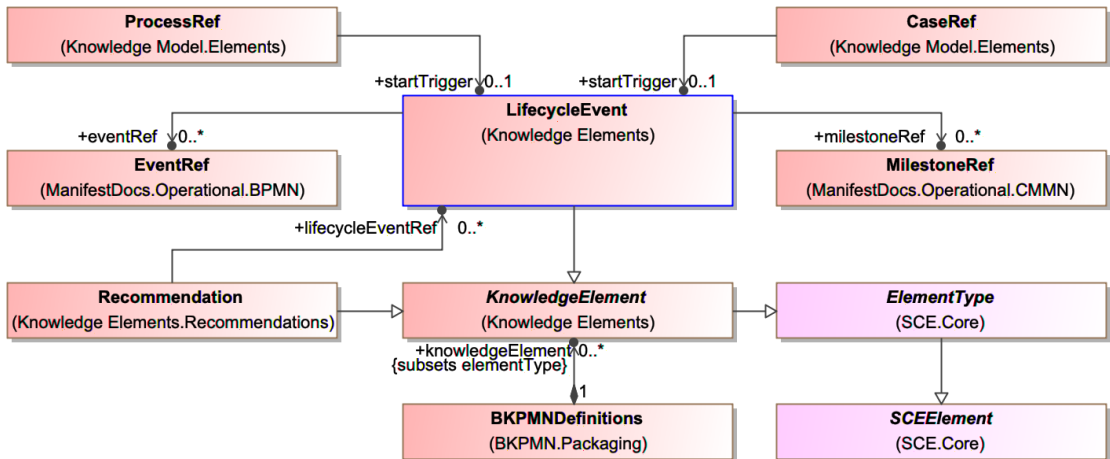 ProcessRef
(Knowledge Model.Elements)
CaseRef
(Knowledge Model.Elements)
+startTrigger 0..1
+startTrigger 0..1
LifecycleEvent
(Knowledge Elements)
+eventRef 0..*
+milestoneRef 0..*
EventRef
(ManifestDocs.Operational.BPMN)
MilestoneRef
(ManifestDocs.Operational.CMMN)
+lifecycleEventRef 0..*
Recommendation
(Knowledge Elements.Recommendations)
KnowledgeElement
(Knowledge Elements)
ElementType
(SCE.Core)
+knowledgeElement 0..*
{subsets elementType}
1
BKPMNDefinitions
(BKPMN.Packaging)
SCEElement
(SCE.Core)